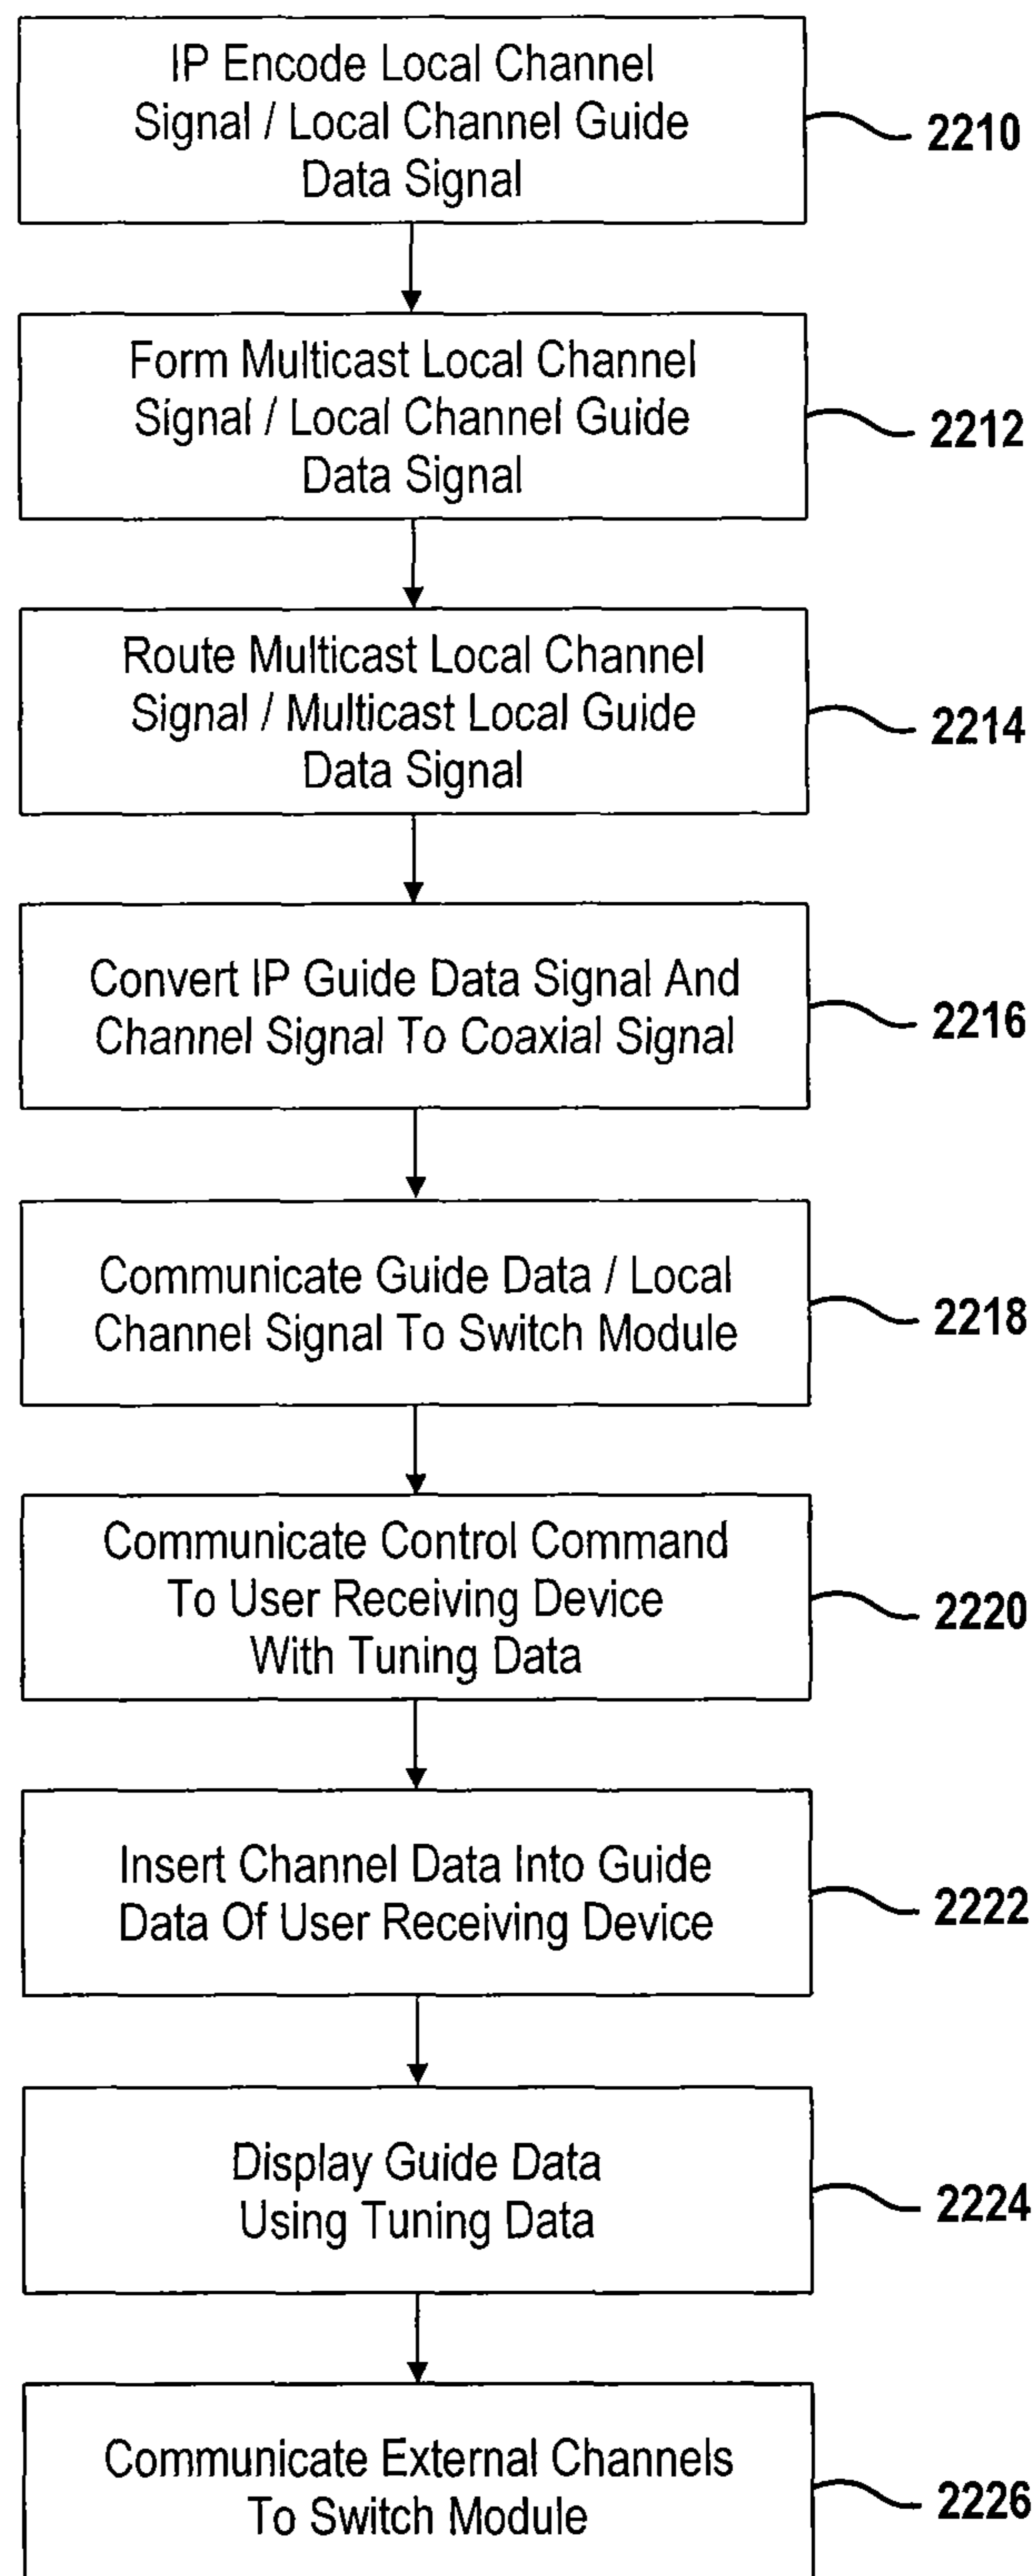 IP Encode Local Channel
Signal / Local Channel Guide
Data Signal
2210
Form Multicast Local Channel
Signal / Local Channel Guide
Data Signal
2212
Route Multicast Local Channel
Signal / Multicast Local Guide
Data Signal
2214
Convert IP Guide Data Signal And
Channel Signal To Coaxial Signal
2216
Communicate Guide Data / Local
Channel Signal To Switch Module
2218
Communicate Control Command
To User Receiving Device
With Tuning Data
2220
Insert Channel Data Into Guide
Data Of User Receiving Device
2222
Display Guide Data
Using Tuning Data
2224
Communicate External Channels
To Switch Module
2226